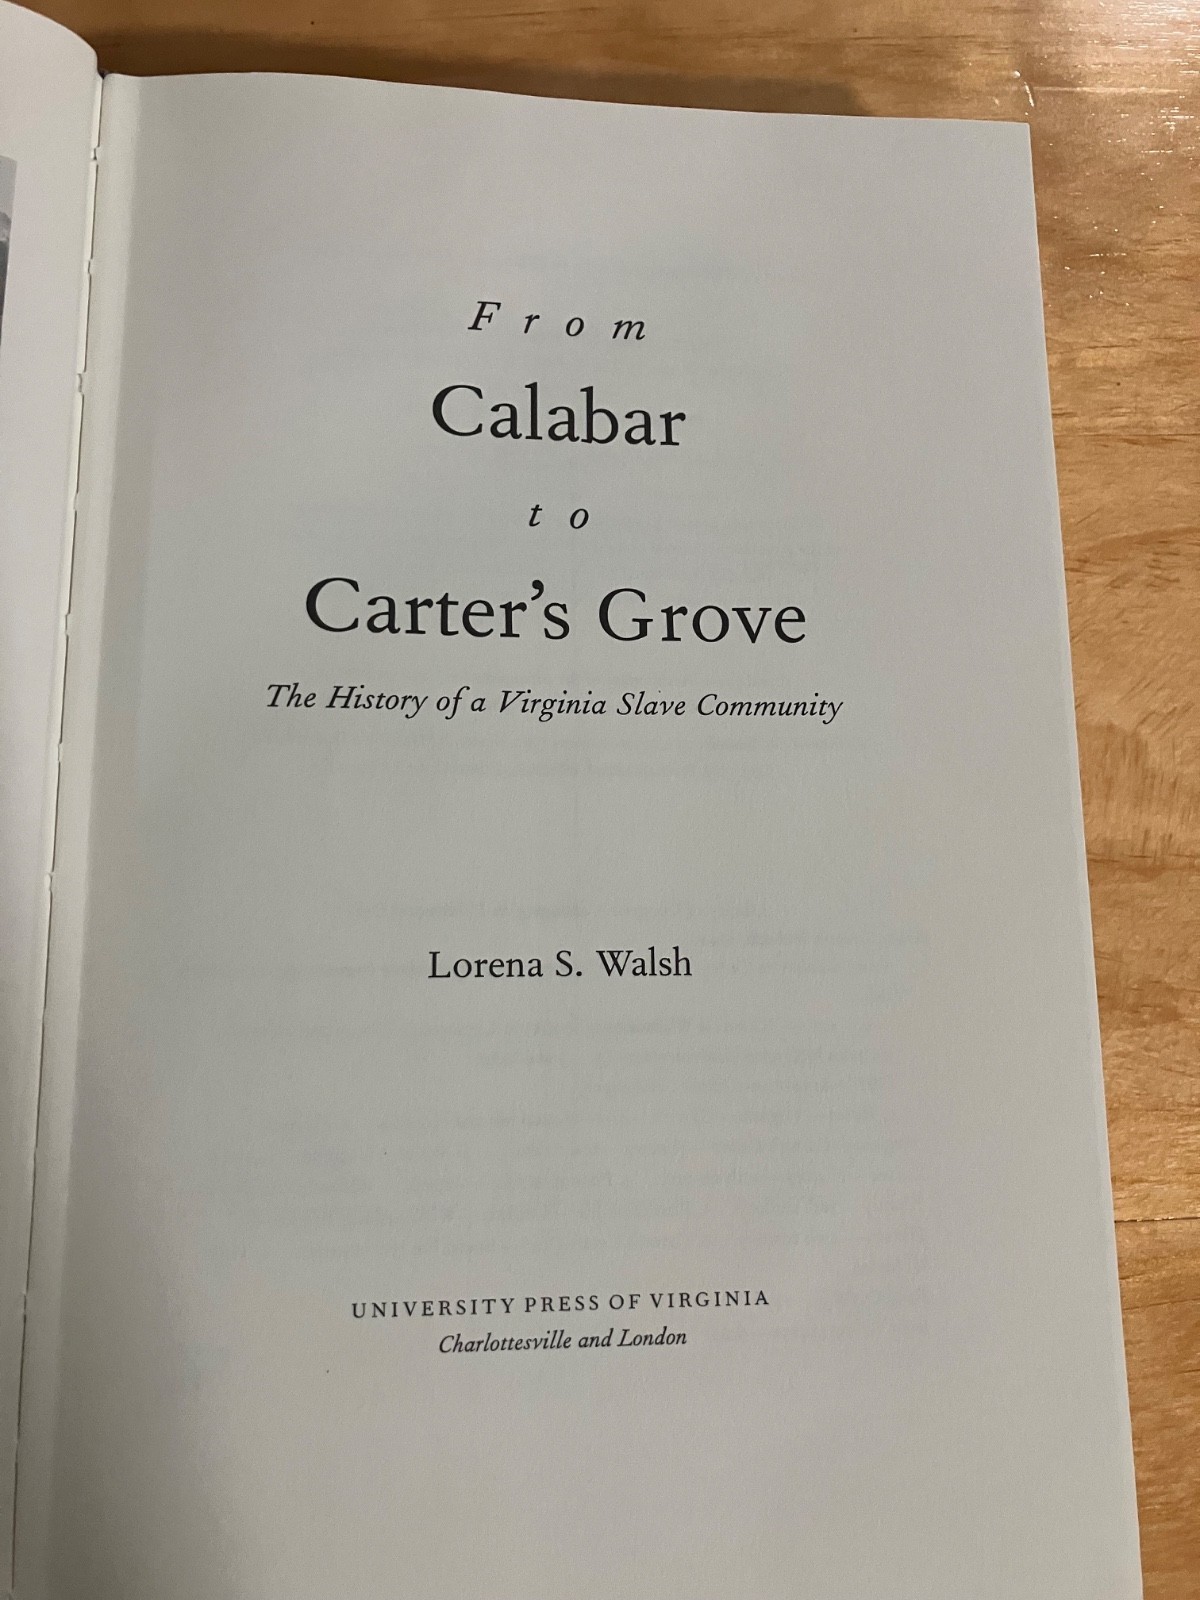 From
Calabar
to
Carter's Grove
The History of a Virginia Slave Community
Lorena S. Walsh
UNIVERSITY PRESS OF VIRGINIA
Charlottesville and London